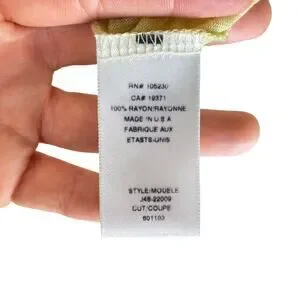 RN# 105230
CA# 19371
100% RAYON/RAYONNE
MADE IN U S A
FABRIQUE AUX
ETASTS-UNIS
STYLE/MODELE
J48-22009
CUT/COUPE
601103